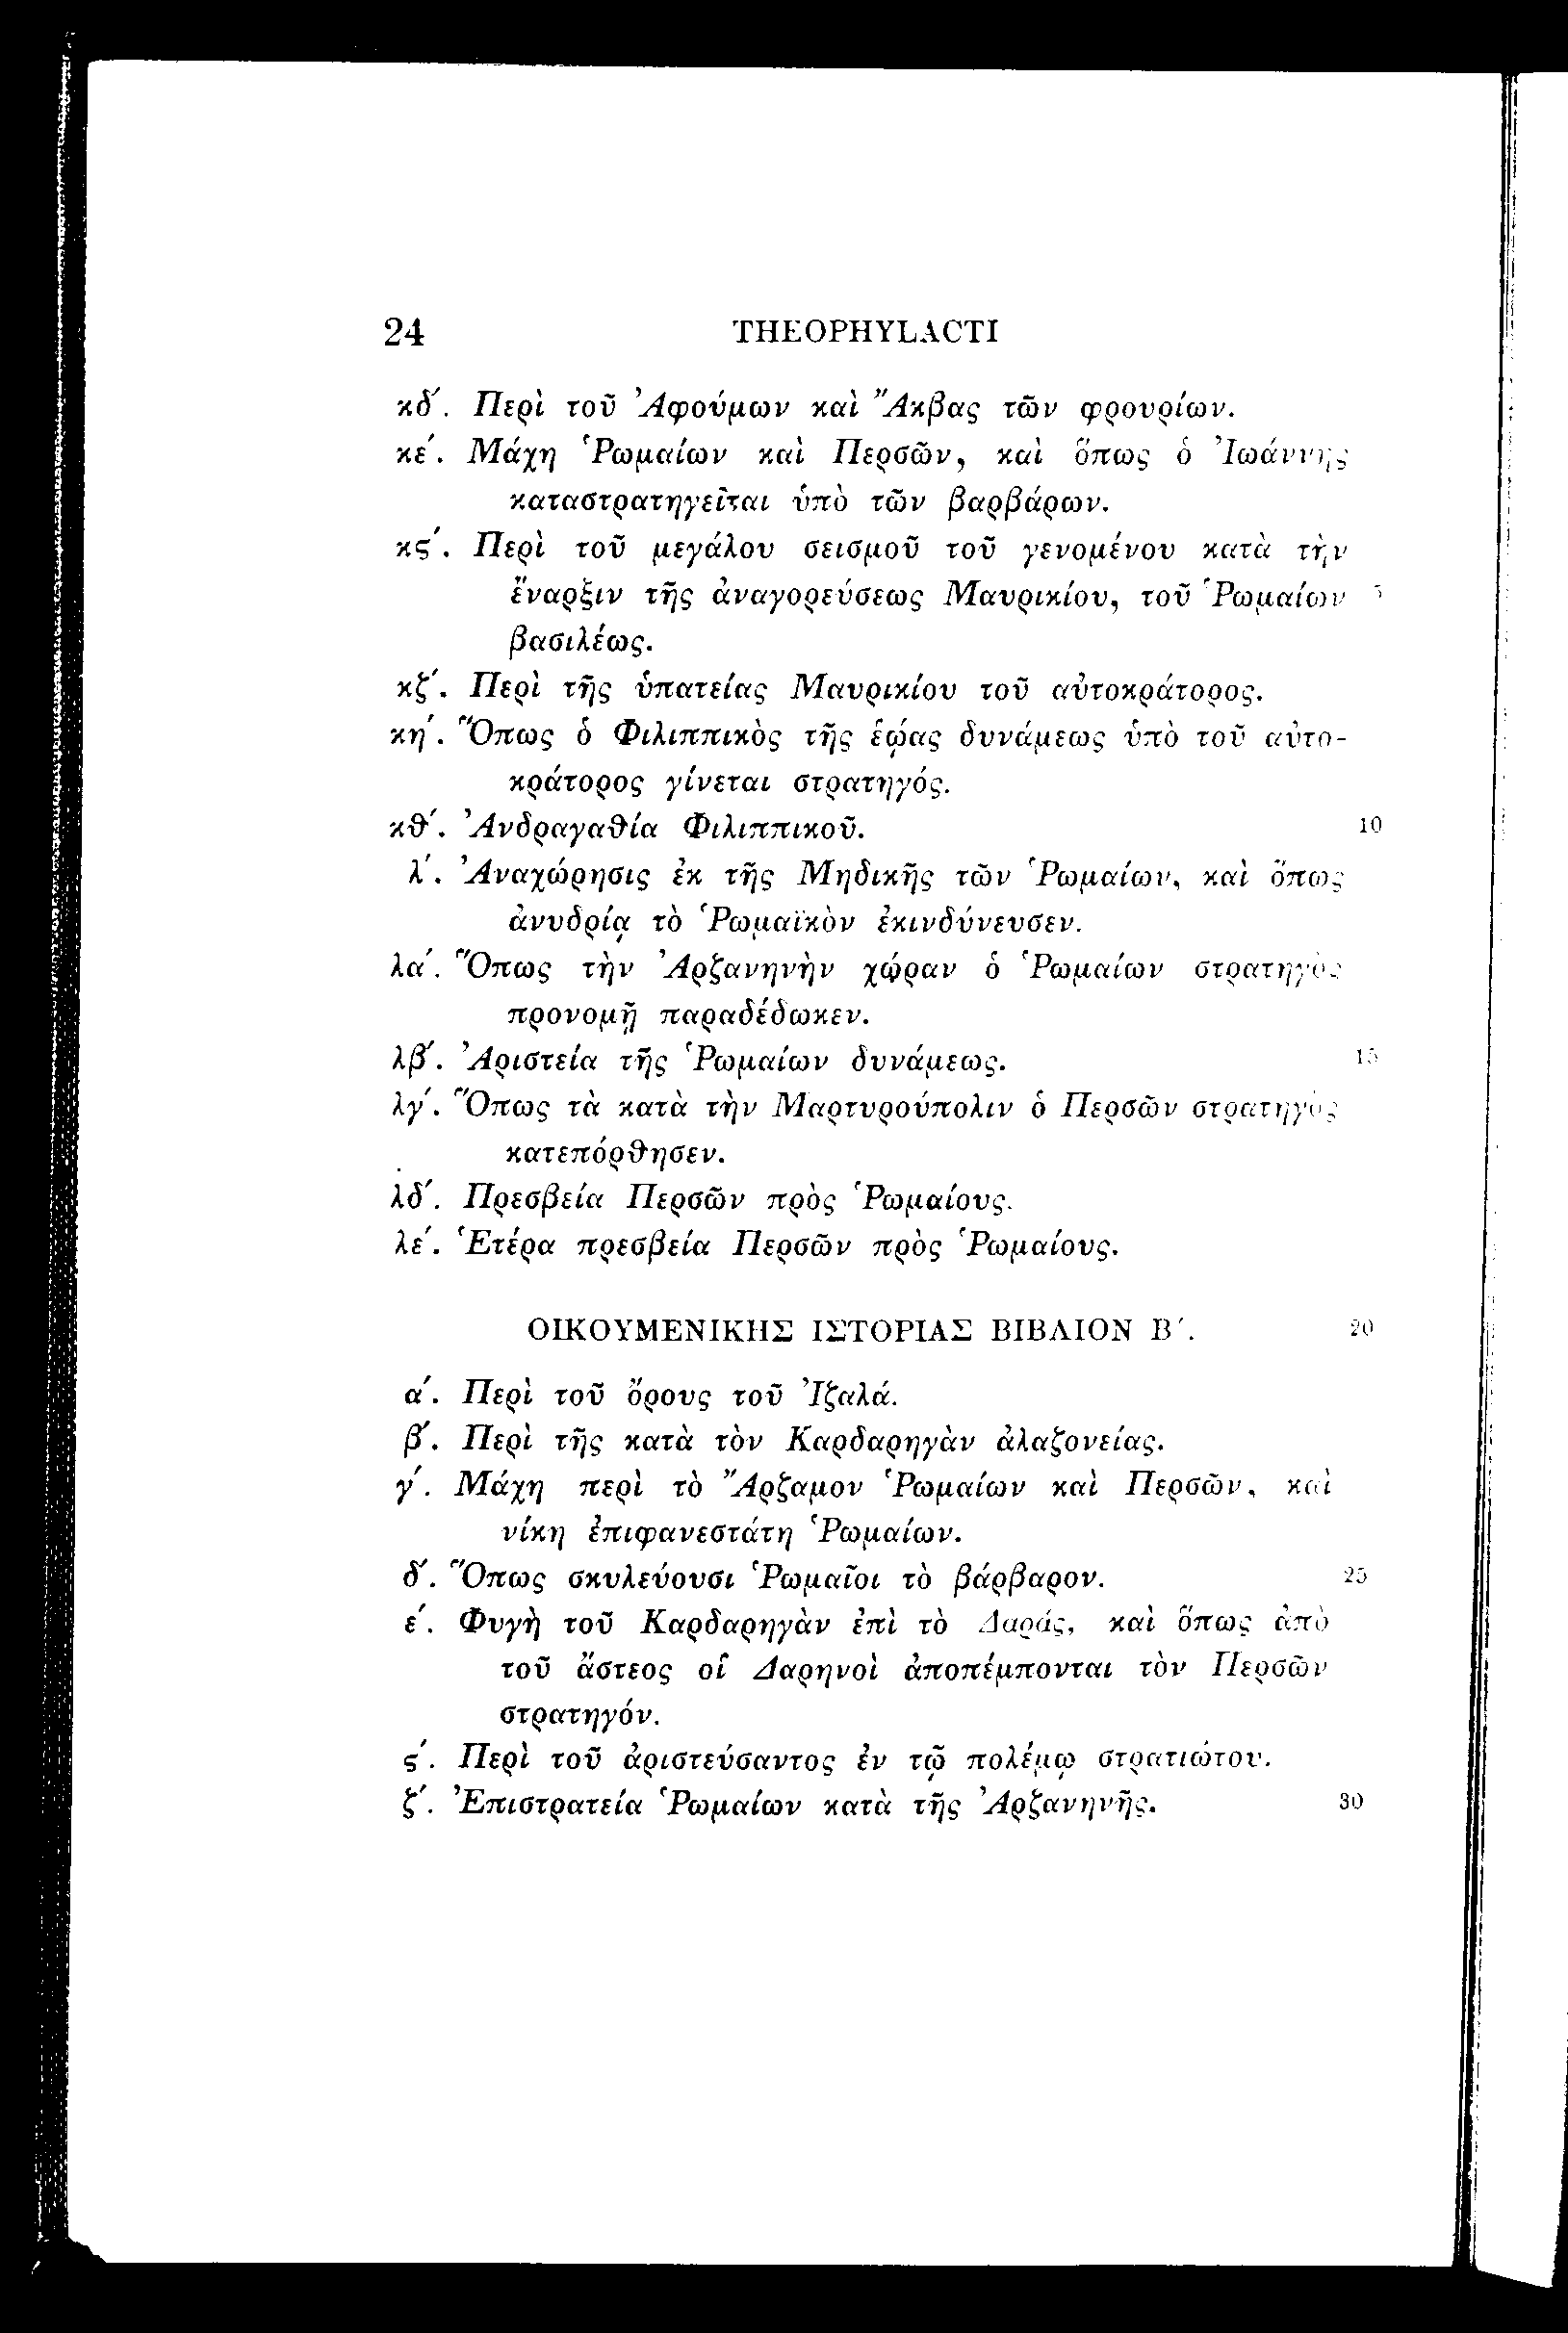 24 THEOPHYLACTI
κδ΄. Περὶ τοῦ Ἀφούμων καὶ Ἄκβας τῶν φρουρίων.
κε΄. Μάχη Ῥωμαίων καὶ Περσῶν, καὶ ὅπως ὁ Ἰωάννης
καταστρατηγεῖται ὑπὸ τῶν βαρβάρων.
κς΄. Περὶ τοῦ μεγάλου σεισμοῦ τοῦ γενομένου κατὰ τὴν
ἔναρξιν τῆς ἀναγορεύσεως Μαυρικίου, τοῦ Ῥωμαίων 5
βασιλέως.
κζ΄. Περὶ τῆς ὑπατείας Μαυρικίου τοῦ αὐτοκράτορος.
κη΄. Ὅπως ὁ Φιλιππικὸς τῆς ἑῴας δυνάμεως ὑπὸ τοῦ αὐτο-
κράτορος γίνεται στρατηγός.
κθ΄. Ἀνδραγαθία Φιλιππικοῦ. 10
λ΄. Ἀναχώρησις ἐκ τῆς Μηδικῆς τῶν Ῥωμαίων, καὶ ὅπως
ἀνυδρίᾳ τὸ Ῥωμαϊκὸν ἐκινδύνευσεν.
λα΄. Ὅπως τὴν Ἀρζανηνὴν χώραν ὁ Ῥωμαίων στρατηγὸς
προνομῇ παραδέδωκεν.
λβ΄. Ἀριστεία τῆς Ῥωμαίων δυνάμεως. 15
λγ΄. Ὅπως τὰ κατὰ τὴν Μαρτυρούπολιν ὁ Περσῶν στρατηγὸς
κατεπόρθησεν.
λδ΄. Πρεσβεία Περσῶν πρὸς Ῥωμαίους.
λε΄. Ἑτέρα πρεσβεία Περσῶν πρὸς Ῥωμαίους.
ΟΙΚΟΥΜΕΝΙΚΗΣ ΙΣΤΟΡΙΑΣ ΒΙΒΛΙΟΝ Β΄. 20
α΄. Περὶ τοῦ ὄρους τοῦ Ἰζαλά.
β΄. Περὶ τῆς κατὰ τὸν Καρδαρηγὰν ἀλαζονείας.
γ΄. Μάχη περὶ τὸ Ἄρζαμον Ῥωμαίων καὶ Περσῶν, καὶ
νίκη ἐπιφανεστάτη Ῥωμαίων.
δ΄. Ὅπως σκυλεύουσι Ῥωμαῖοι τὸ βάρβαρον. 25
ε΄. Φυγὴ τοῦ Καρδαρηγὰν ἐπὶ τὸ Δαράς, καὶ ὅπως ἀπὸ
τοῦ ἄστεος οἱ Δαρηνοὶ ἀποπέμπονται τὸν Περσῶν
στρατηγόν.
ς΄. Περὶ τοῦ ἀριστεύσαντος ἐν τῷ πολέμῳ στρατιώτου.
ζ΄. Ἐπιστρατεία Ῥωμαίων κατὰ τῆς Ἀρζανηνῆς. 30